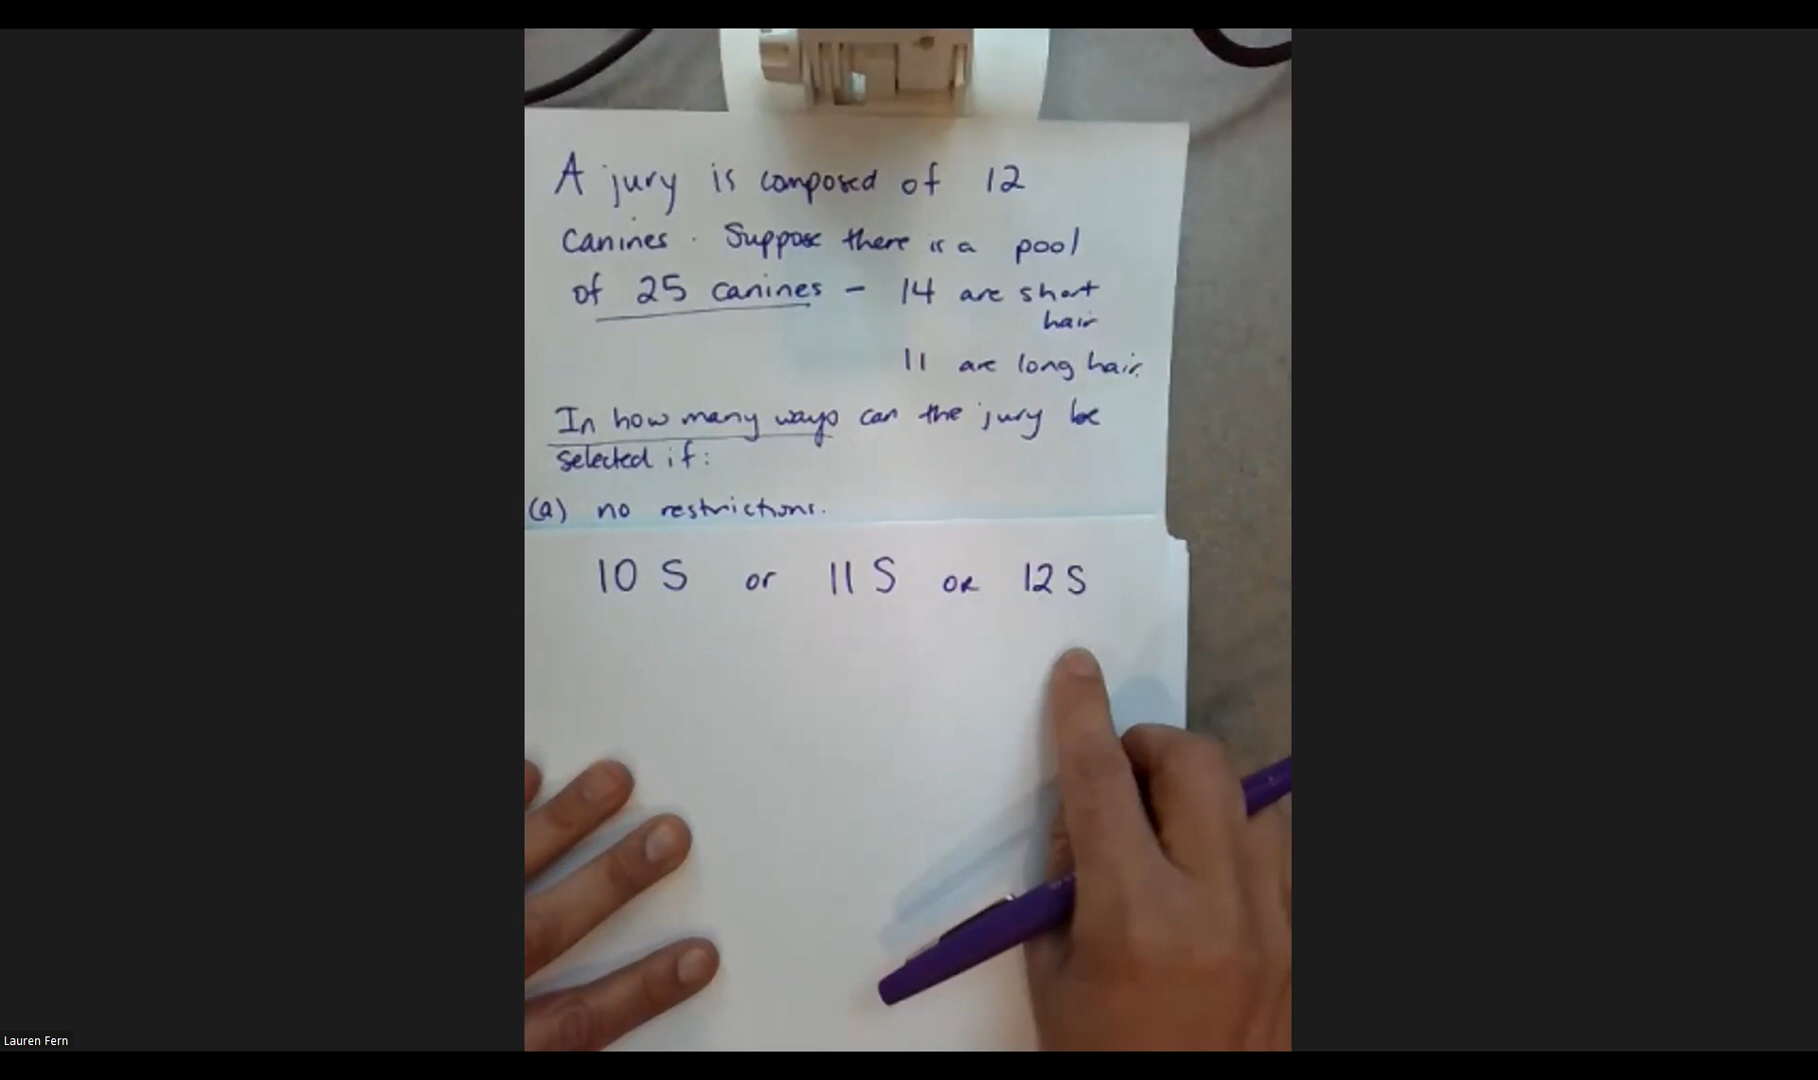 A jury is composed of 12
canines. Suppose there is a pool
of 25 canines - 14 are short
hair
11 are long hair.
In how many ways can the jury be
selected if:
(a) no restrictions.
10 S or 11 S or 12 S
Lauren Fern